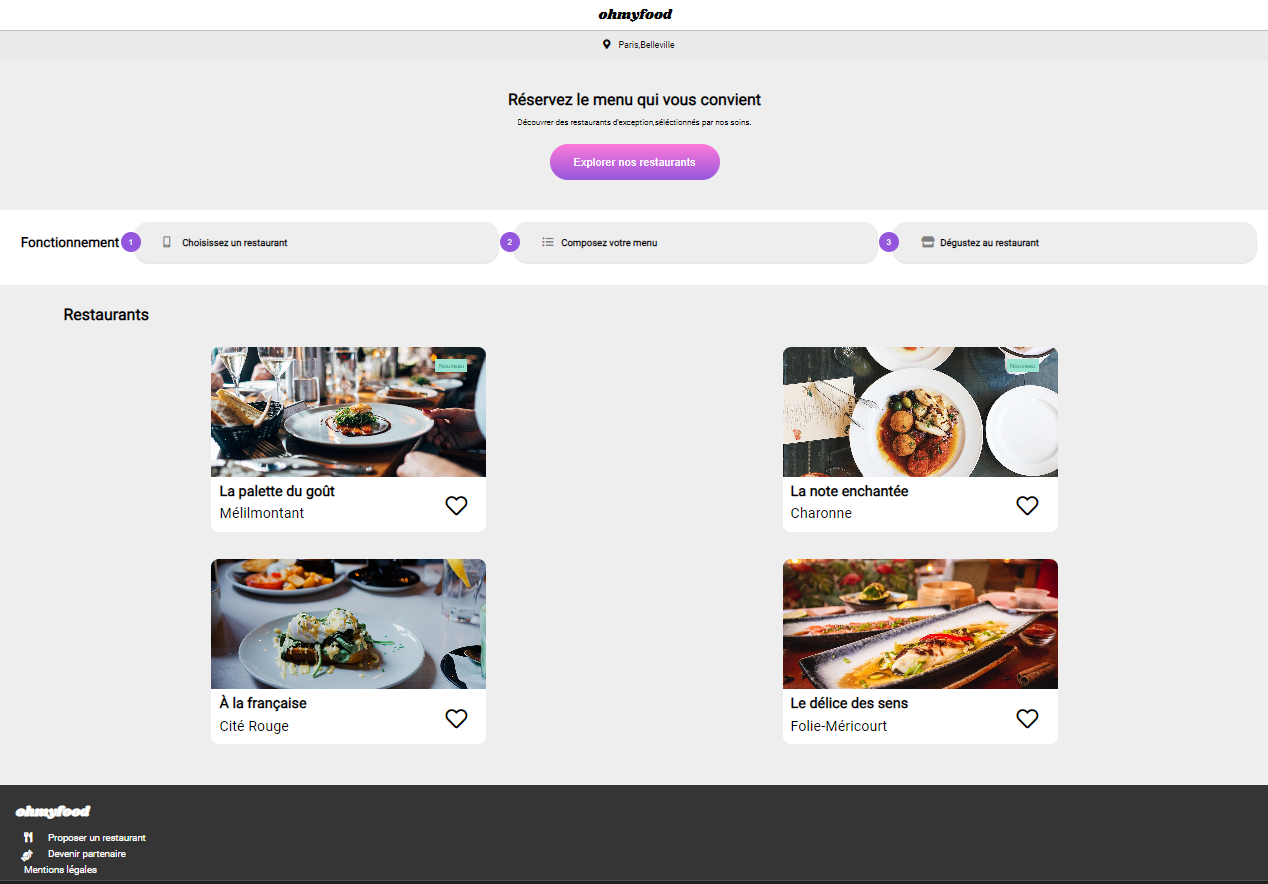 ohmyfood
Paris,Belleville
Réservez le menu qui vous convient
Découvrer des restaurants d'exception,séléctionnés par nos soins.
Explorer nos restaurants
Fonctionnement 1 Choisissez un restaurant 2 Composez votre menu 3 Dégustez au restaurant
Restaurants
Nouveau Nouveau
La palette du goût La note enchantée
Mélilmontant Charonne
À la française Le délice des sens
Cité Rouge Folie-Méricourt
ohmyfood
Proposer un restaurant
Devenir partenaire
Mentions légales